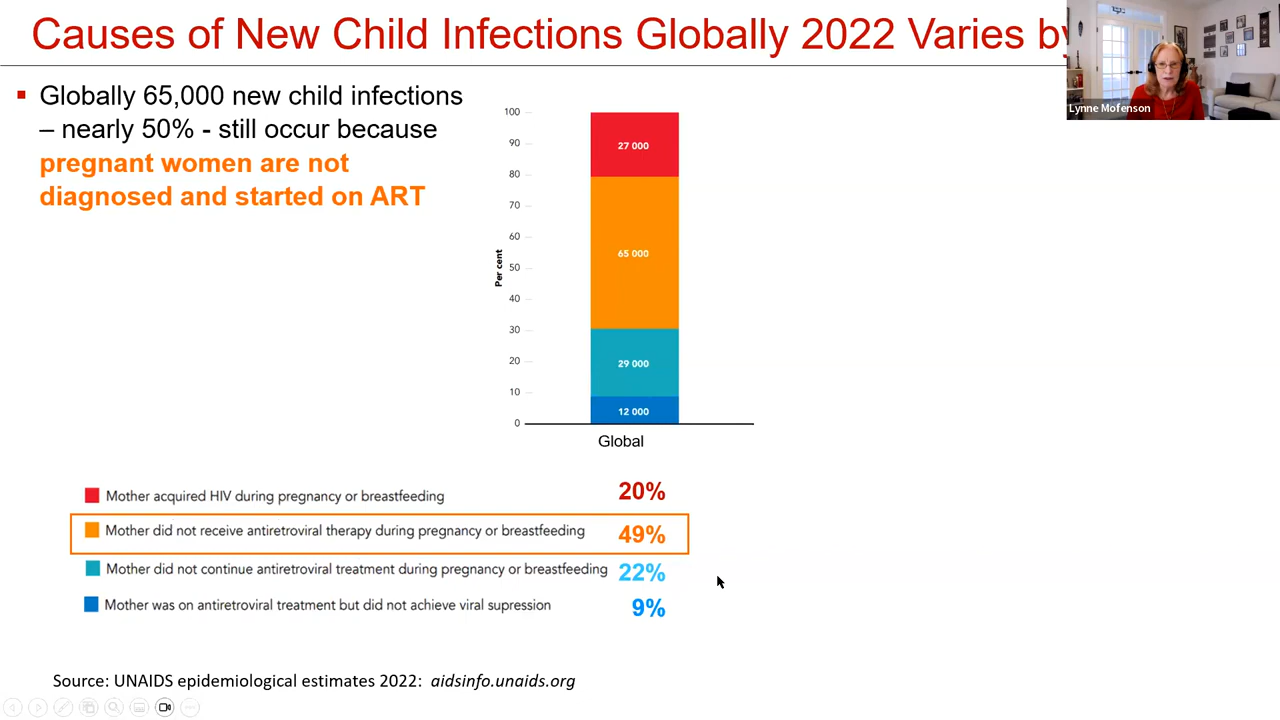 Causes of New Child Infections Globally 2022 Varies by
Lynne Mofenson
Globally 65,000 new child infections
– nearly 50% - still occur because
pregnant women are not
diagnosed and started on ART
100
90
80
70
60
50
40
30
20
10
0
Per cent
27 000
65 000
29 000
12 000
Global
Mother acquired HIV during pregnancy or breastfeeding 20%
Mother did not receive antiretroviral therapy during pregnancy or breastfeeding 49%
Mother did not continue antiretroviral treatment during pregnancy or breastfeeding 22%
Mother was on antiretroviral treatment but did not achieve viral supression 9%
Source: UNAIDS epidemiological estimates 2022: aidsinfo.unaids.org